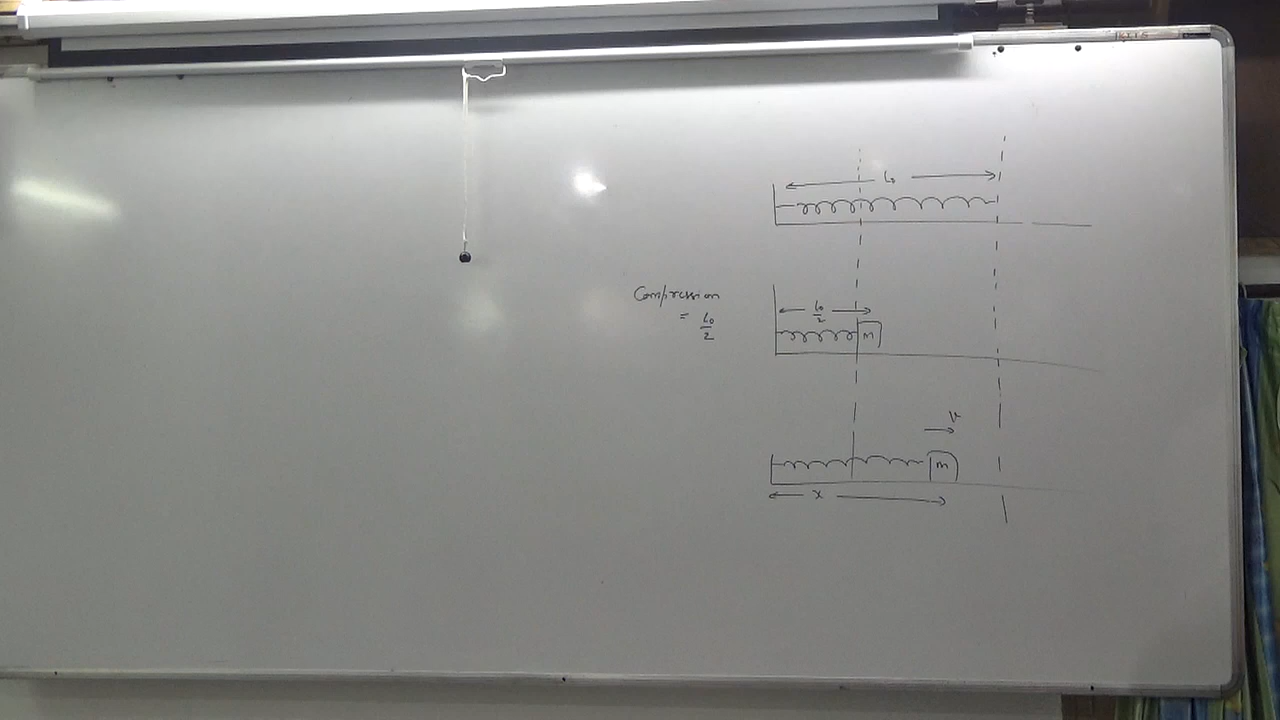 L₀
Compression
= L₀/2
L₀/2
m
v
m
x